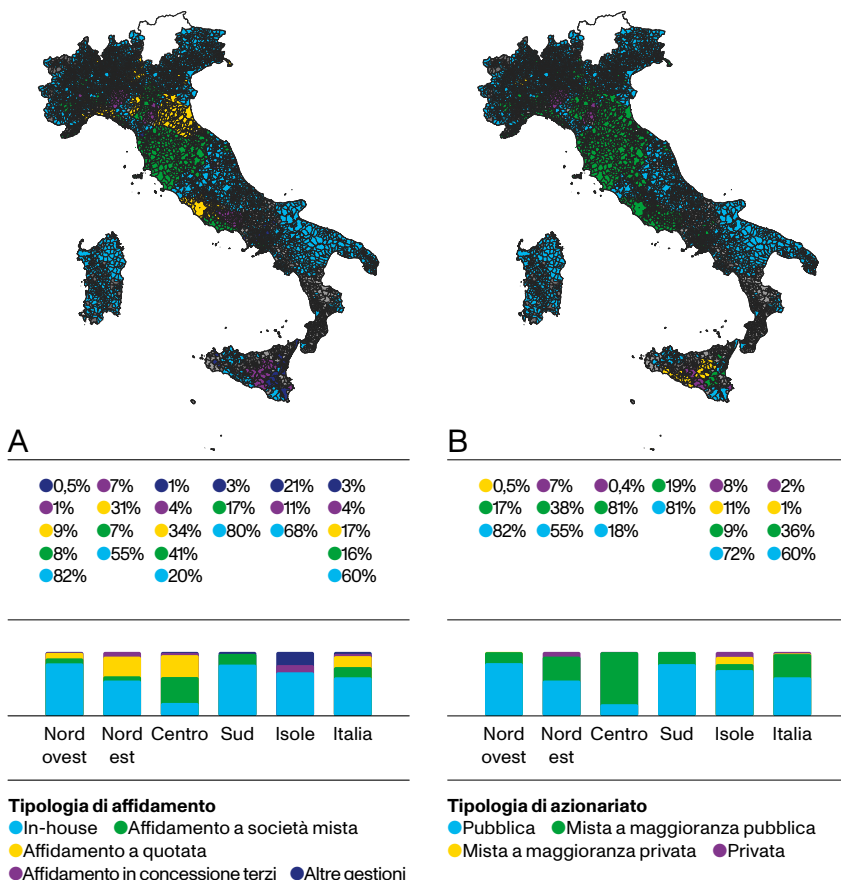 A
0,5% 7% 1% 3% 21% 3%
1% 31% 4% 17% 11% 4%
9% 7% 34% 80% 68% 17%
8% 55% 41% 16%
82% 20% 60%
Nord ovest Nord est Centro Sud Isole Italia
Tipologia di affidamento
In-house Affidamento a società mista
Affidamento a quotata
Affidamento in concessione terzi Altre gestioni
B
0,5% 7% 0,4% 19% 8% 2%
17% 38% 81% 81% 11% 1%
82% 55% 18% 9% 36%
72% 60%
Nord ovest Nord est Centro Sud Isole Italia
Tipologia di azionariato
Pubblica Mista a maggioranza pubblica
Mista a maggioranza privata Privata